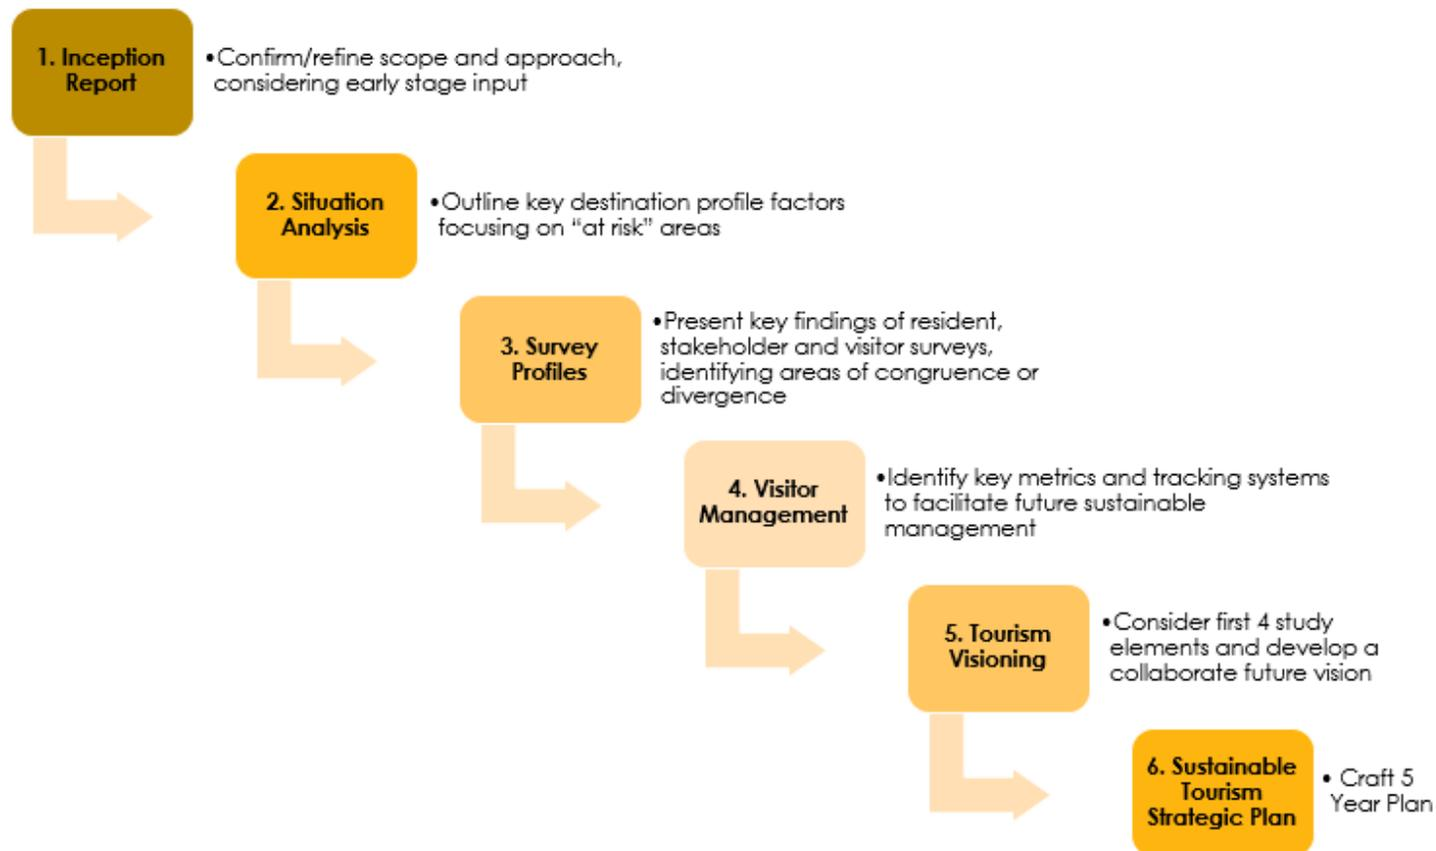 1. Inception
Report
•Confirm/refine scope and approach,
considering early stage input
2. Situation
Analysis
•Outline key destination profile factors
focusing on “at risk” areas
3. Survey
Profiles
•Present key findings of resident,
stakeholder and visitor surveys,
identifying areas of congruence or
divergence
4. Visitor
Management
•Identify key metrics and tracking systems
to facilitate future sustainable
management
5. Tourism
Visioning
•Consider first 4 study
elements and develop a
collaborate future vision
6. Sustainable
Tourism
Strategic Plan
• Craft 5
Year Plan